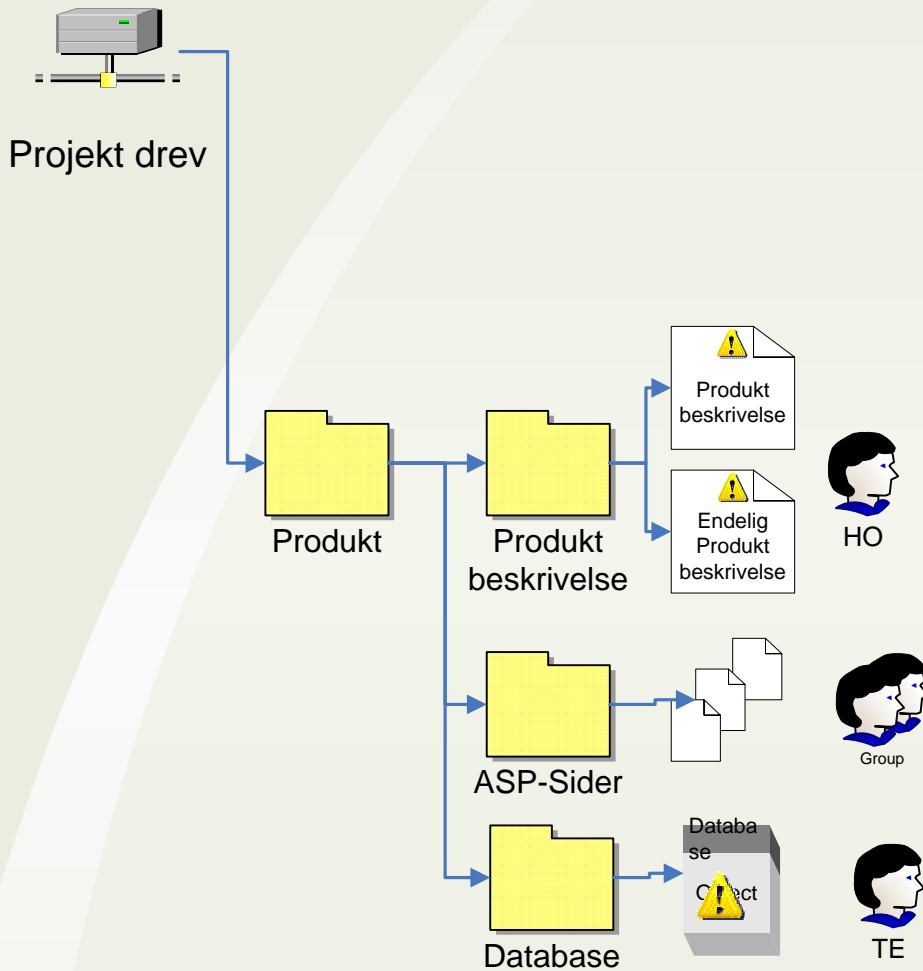 Projekt drev
Produkt
beskrivelse
Endelig
Produkt
beskrivelse
HO
Produkt
Produkt
beskrivelse
Group
ASP-Sider
Databa
se
Database
TE